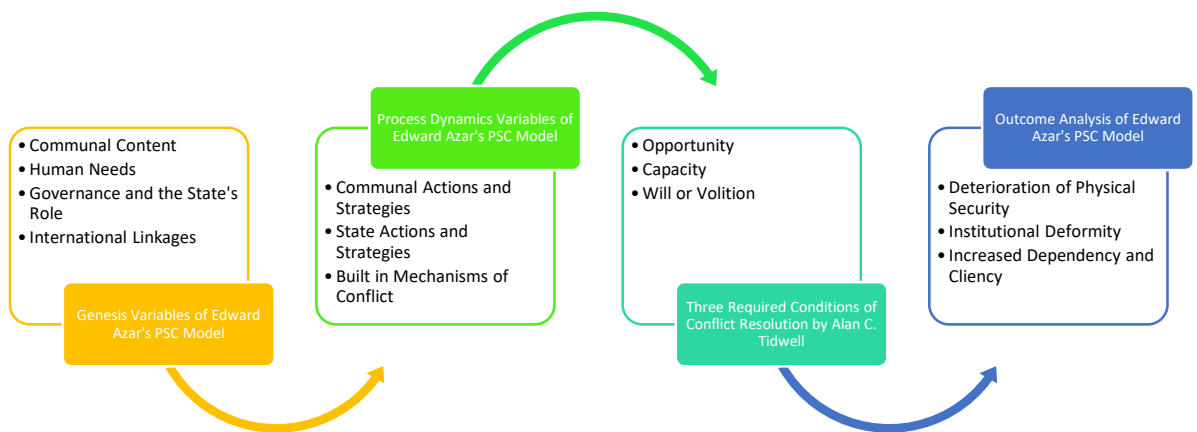 • Communal Content
• Human Needs
• Governance and the State's
Role
• International Linkages
Genesis Variables of Edward
Azar's PSC Model
Process Dynamics Variables of
Edward Azar's PSC Model
• Communal Actions and
Strategies
• State Actions and
Strategies
• Built in Mechanisms of
Conflict
• Opportunity
• Capacity
• Will or Volition
Three Required Conditions of
Conflict Resolution by Alan C.
Tidwell
Outcome Analysis of Edward
Azar's PSC Model
• Deterioration of Physical
Security
• Institutional Deformity
• Increased Dependency and
Cliency